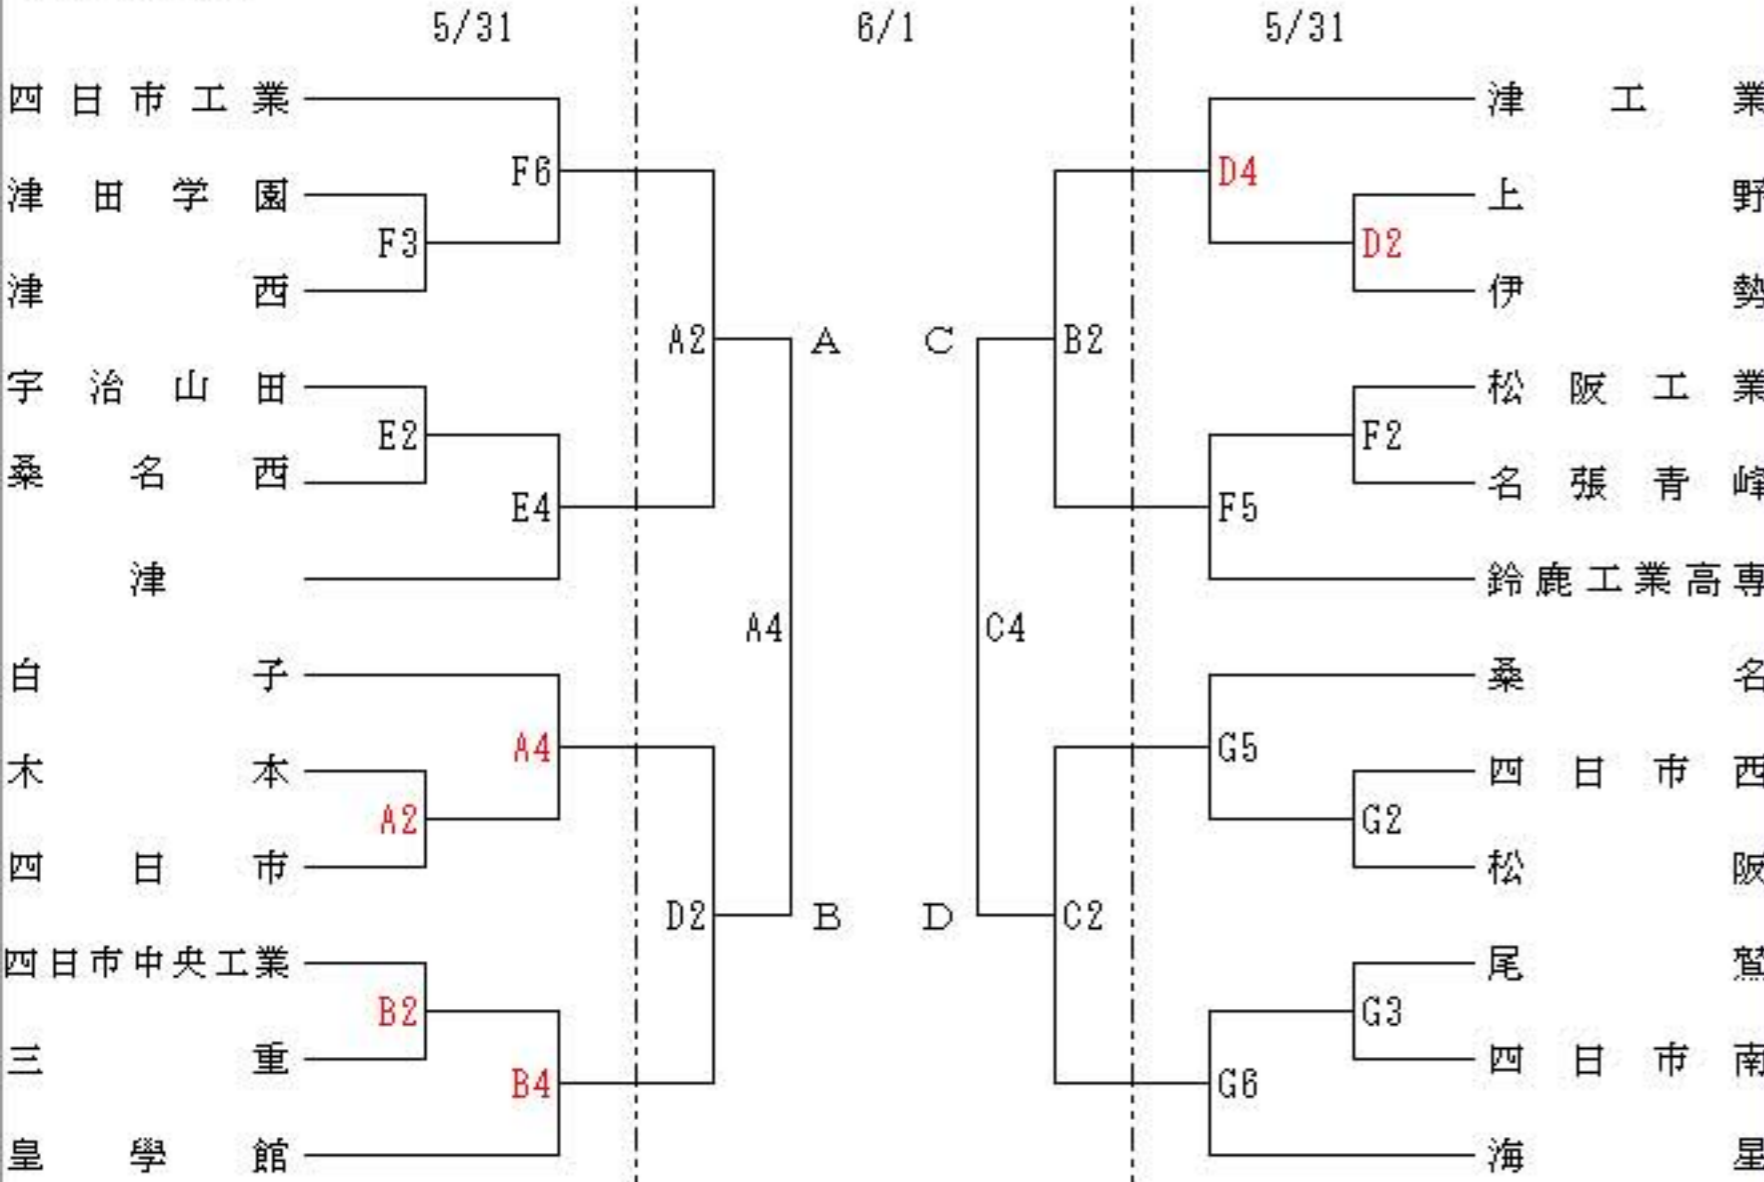 5/31 6/1 5/31
四日市工業 津工業
F6 D4
津田学園 上野
F3 D2
津西 伊勢
A2 A C B2
宇治山田 松阪工業
E2 F2
桑名西 名張青峰
E4 F5
津 鈴鹿工業高専
A4 C4
白子 桑名
A4 G5
木本 四日市西
A2 G2
四日市 松阪
D2 B D C2
四日市中央工業 尾鷲
B2 G3
三重 四日市南
B4 G6
皇學館 海星